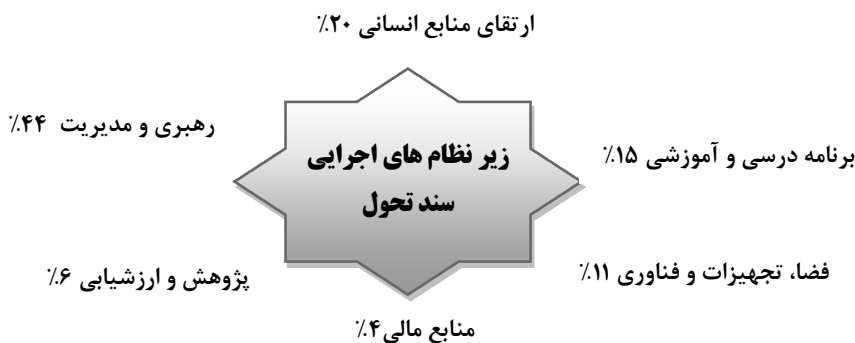 ارتقای منابع انسانی ۲۰٪
رهبری و مدیریت ۴۴٪
زیر نظام های اجرایی
سند تحول
برنامه درسی و آموزشی ۱۵٪
فضا، تجهیزات و فناوری ۱۱٪
پژوهش و ارزشیابی ۶٪
منابع مالی۴٪